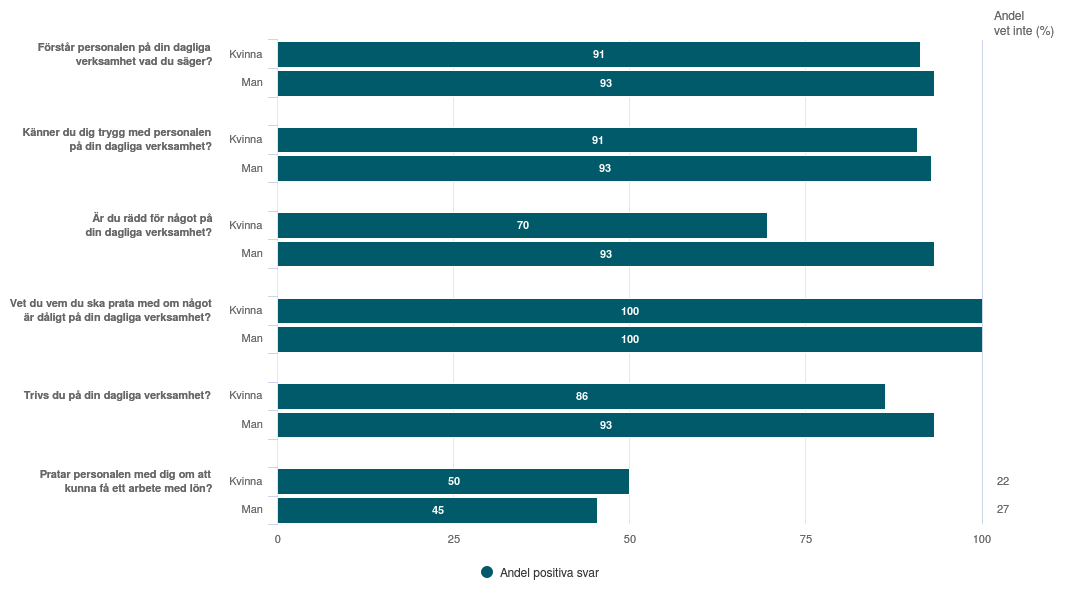 Andel
vet inte (%)
Förstår personalen på din dagliga
verksamhet vad du säger?
Kvinna
91
Man
93
Känner du dig trygg med personalen
på din dagliga verksamhet?
Kvinna
91
Man
93
Är du rädd för något på
din dagliga verksamhet?
Kvinna
70
Man
93
Vet du vem du ska prata med om något
är dåligt på din dagliga verksamhet?
Kvinna
100
Man
100
Trivs du på din dagliga verksamhet?
Kvinna
86
Man
93
Pratar personalen med dig om att
kunna få ett arbete med lön?
Kvinna
50
22
Man
45
27
0 25 50 75 100
Andel positiva svar